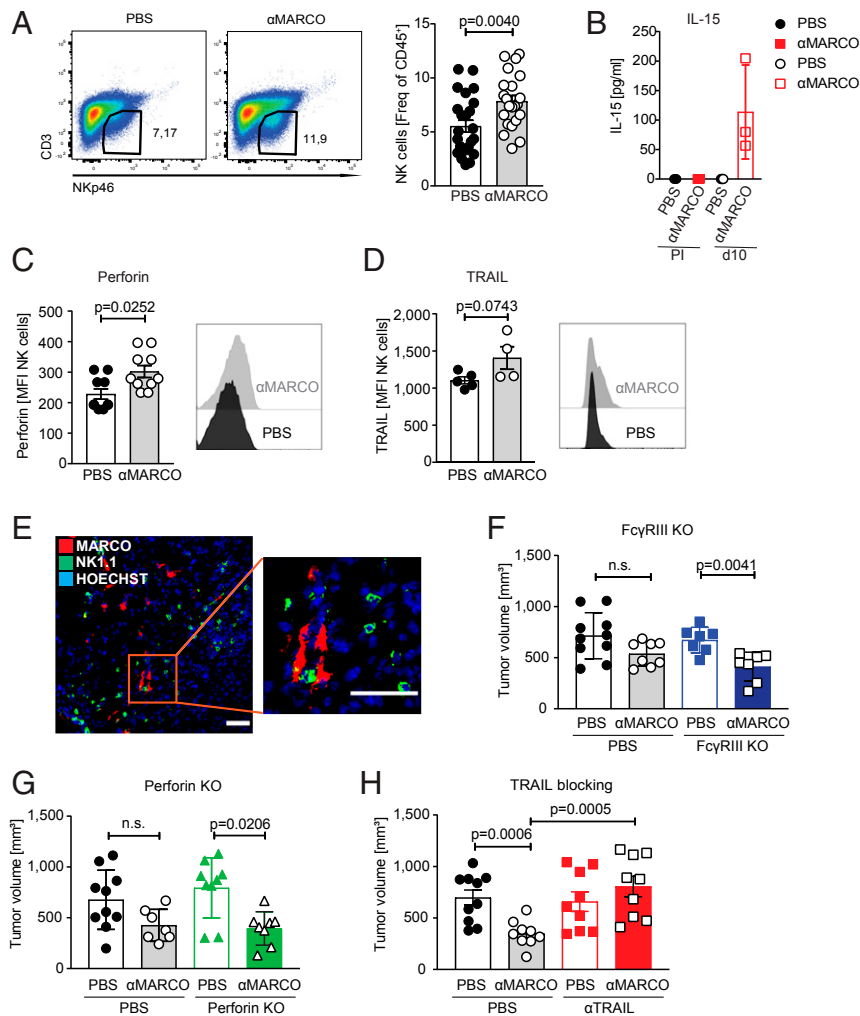 A
PBS
αMARCO
10⁵
10⁴
10³
10²
-10²
7,17
11,9
CD3
NKp46
p=0.0040
NK cells [Freq of CD45⁺]
15
10
5
0
PBS
αMARCO
B
IL-15
PBS
αMARCO
PBS
αMARCO
IL-15 [pg/ml]
250
200
150
100
50
0
PBS
αMARCO
PBS
αMARCO
PI
d10
C
Perforin
p=0.0252
Perforin [MFI NK cells]
500
400
300
200
100
0
PBS αMARCO
αMARCO
PBS
D
TRAIL
p=0.0743
TRAIL [MFI NK cells]
2,000
1,500
1,000
500
0
PBS αMARCO
αMARCO
PBS
E
MARCO
NK1.1
HOECHST
F
FcγRIII KO
n.s.
p=0.0041
Tumor volume [mm³]
1,500
1,000
500
0
PBS αMARCO PBS αMARCO
PBS FcγRIII KO
G
Perforin KO
n.s.
p=0.0206
Tumor volume [mm³]
1,500
1,000
500
0
PBS αMARCO PBS αMARCO
PBS Perforin KO
H
TRAIL blocking
p=0.0005
p=0.0006
Tumor volume [mm³]
1,500
1,000
500
0
PBS αMARCO PBS αMARCO
PBS αTRAIL